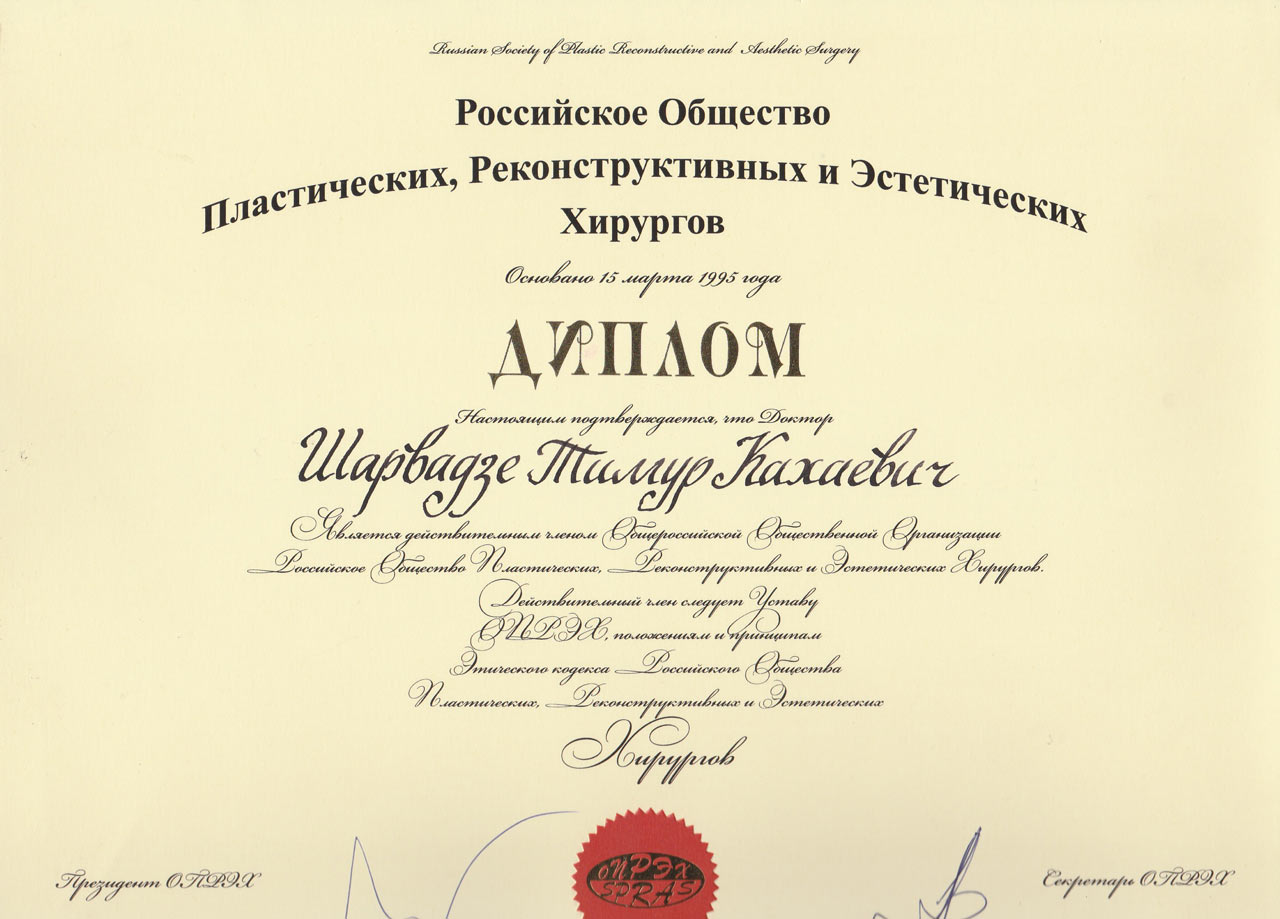 Russian Society of Plastic Reconstructive and Aesthetic Surgery
Российское Общество
Пластических, Реконструктивных и Эстетических
Хирургов
Основано 15 марта 1995 года
ДИПЛОМ
Настоящим подтверждается, что Доктор
Шарвадзе Тимур Кахаевич
Является действительным членом Общероссийской Общественной Организации
Российское Общество Пластических, Реконструктивных и Эстетических Хирургов.
Действительный член следует Уставу
ОПРЭХ, положениям и принципам
Этического кодекса Российского Общества
Пластических, Реконструктивных и Эстетических
Хирургов
ОПРЭХ
SPRAS
Президент ОПРЭХ
Секретарь ОПРЭХ